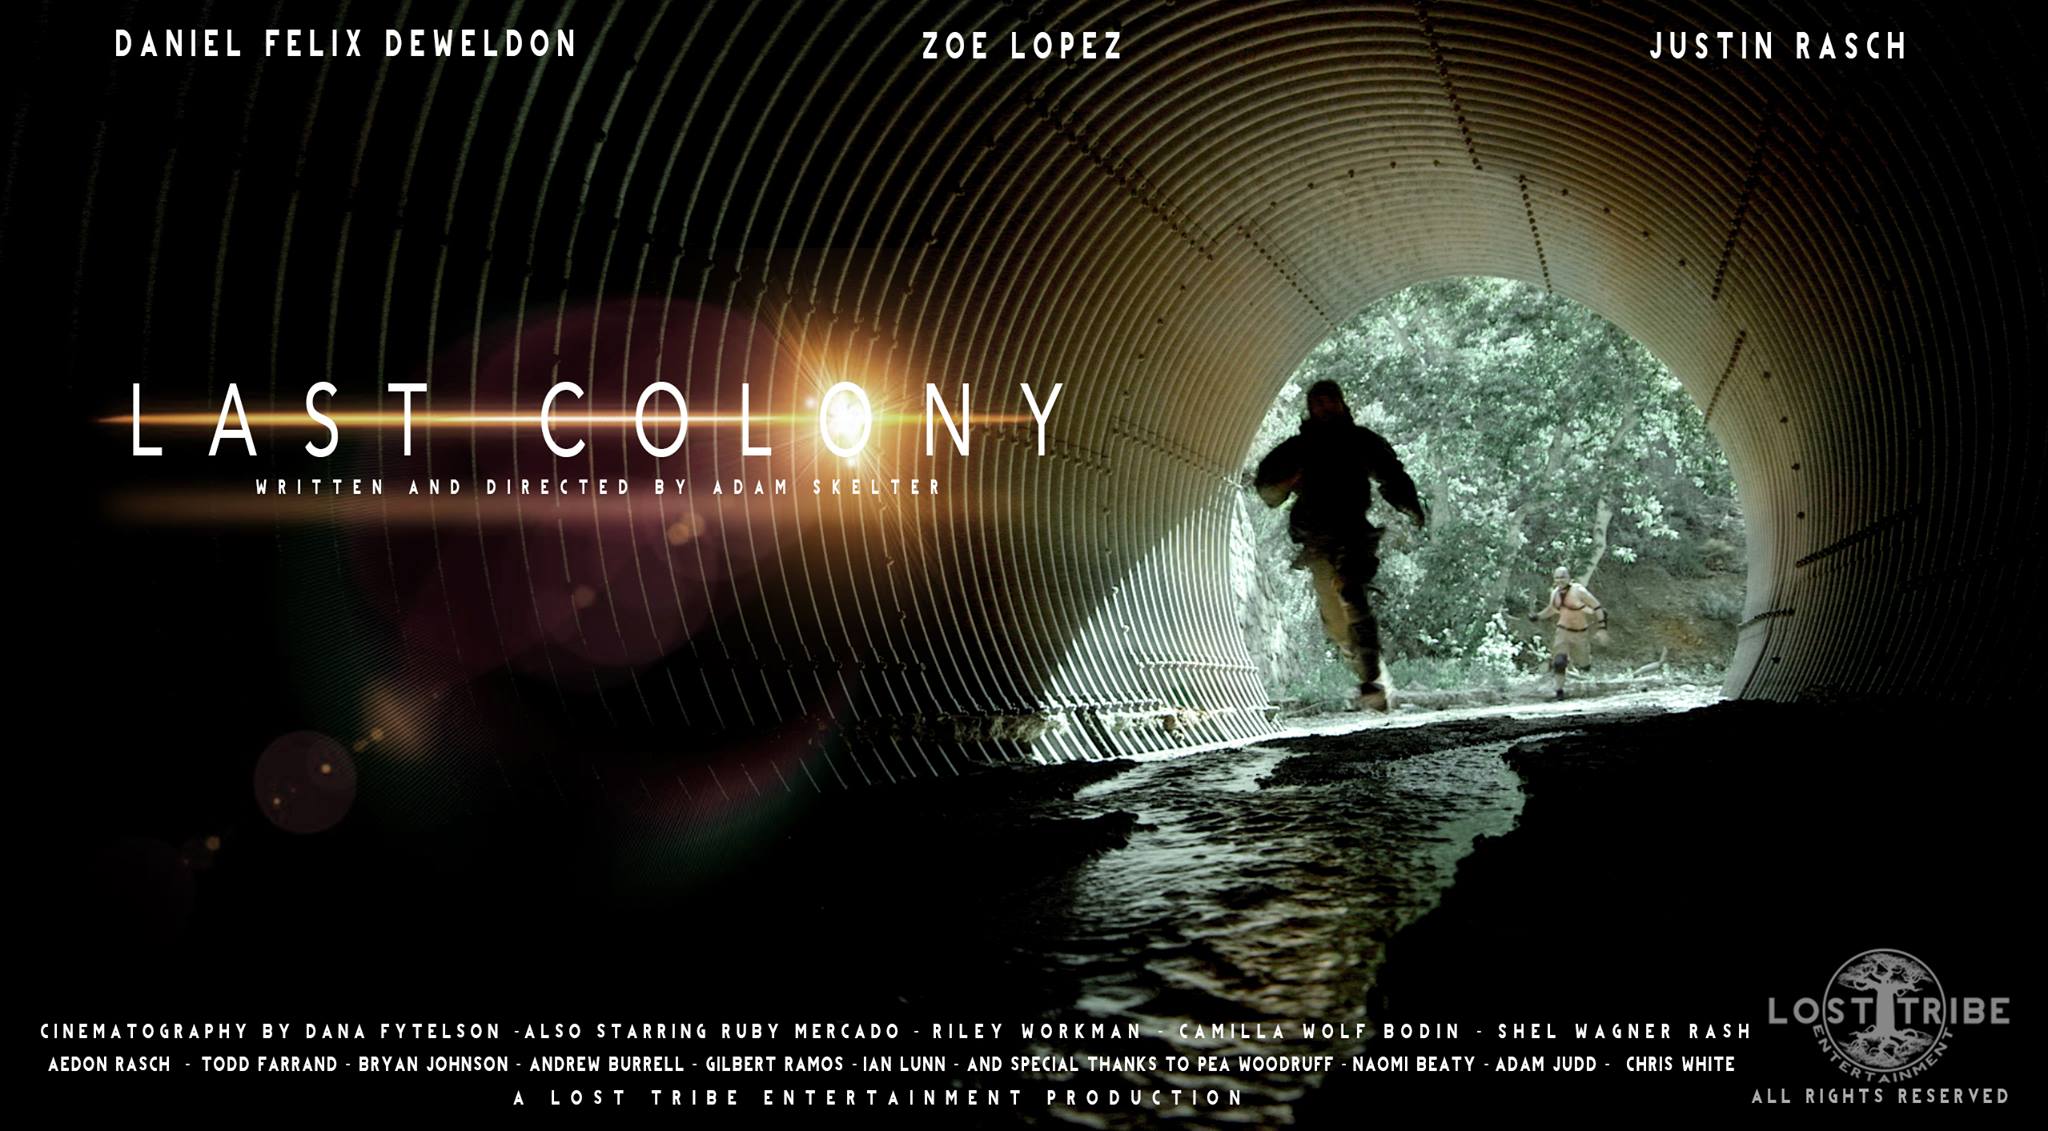 DANIEL FELIX DEWELDON
ZOE LOPEZ
JUSTIN RASCH
LAST COLONY
WRITTEN AND DIRECTED BY ADAM SKELTER
CINEMATOGRAPHY BY DANA FYTELSON -ALSO STARRING RUBY MERCADO - RILEY WORKMAN - CAMILLA WOLF BODIN - SHEL WAGNER RASH
AEDON RASCH - TODD FARRAND - BRYAN JOHNSON - ANDREW BURRELL - GILBERT RAMOS - IAN LUNN - AND SPECIAL THANKS TO PEA WOODRUFF - NAOMI BEATY - ADAM JUDD - CHRIS WHITE
A LOST TRIBE ENTERTAINMENT PRODUCTION
LOST TRIBE
ENTERTAINMENT
ALL RIGHTS RESERVED